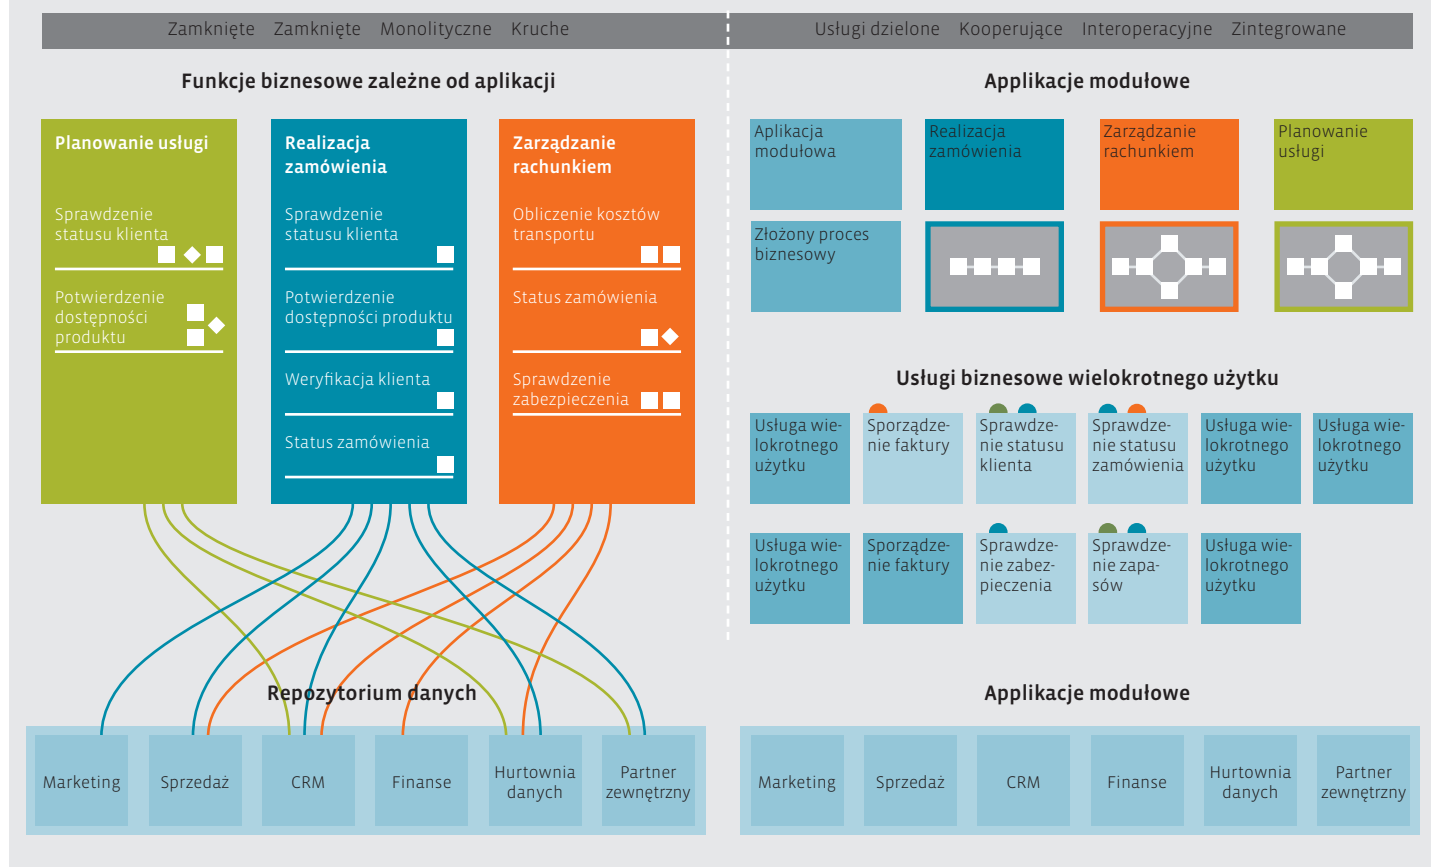 Zamknięte Zamknięte Monolityczne Kruche
Funkcje biznesowe zależne od aplikacji
Planowanie usługi
Sprawdzenie
statusu klienta
Potwierdzenie
dostępności
produktu
Realizacja
zamówienia
Sprawdzenie
statusu klienta
Potwierdzenie
dostępności produktu
Weryfikacja klienta
Status zamówienia
Zarządzanie
rachunkiem
Obliczenie kosztów
transportu
Status zamówienia
Sprawdzenie
zabezpieczenia
Repozytorium danych
Marketing
Sprzedaż
CRM
Finanse
Hurtownia
danych
Partner
zewnętrzny
Usługi dzielone Kooperujące Interoperacyjne Zintegrowane
Applikacje modułowe
Aplikacja
modułowa
Realizacja
zamówienia
Zarządzanie
rachunkiem
Planowanie
usługi
Złożony proces
biznesowy
Usługi biznesowe wielokrotnego użytku
Usługa wie-
lokrotnego
użytku
Sporządze-
nie faktury
Sprawdze-
nie statusu
klienta
Sprawdze-
nie statusu
zamówienia
Usługa wie-
lokrotnego
użytku
Usługa wie-
lokrotnego
użytku
Usługa wie-
lokrotnego
użytku
Sporządze-
nie faktury
Sprawdze-
nie zabez-
pieczenia
Sprawdze-
nie zapa-
sów
Usługa wie-
lokrotnego
użytku
Applikacje modułowe
Marketing
Sprzedaż
CRM
Finanse
Hurtownia
danych
Partner
zewnętrzny